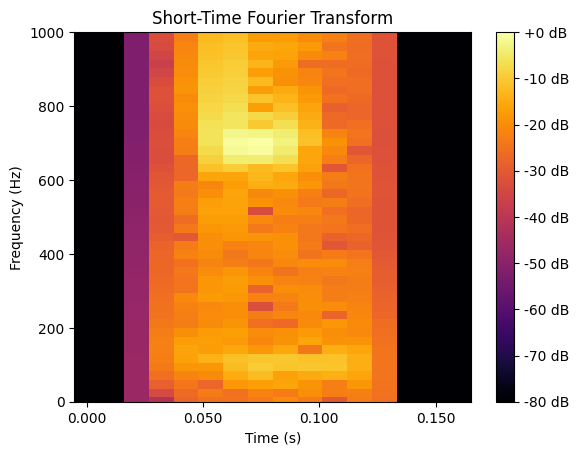 Short-Time Fourier Transform
Frequency (Hz)
1000
800
600
400
200
0
0.000
0.050
0.100
0.150
Time (s)
+0 dB
-10 dB
-20 dB
-30 dB
-40 dB
-50 dB
-60 dB
-70 dB
-80 dB